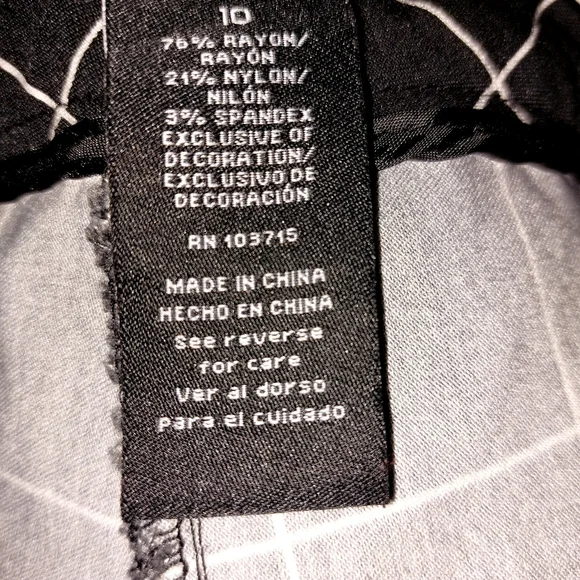 10
76% RAYON/
RAYÓN
21% NYLON/
NILÓN
3% SPANDEX
EXCLUSIVE OF
DECORATION/
EXCLUSIVO DE
DECORACIÓN
RN 103715
MADE IN CHINA
HECHO EN CHINA
See reverse
for care
Ver al dorso
para el cuidado